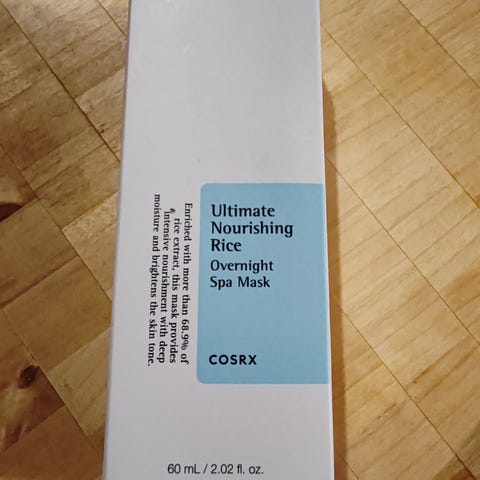 Ultimate
Nourishing
Rice
Overnight
Spa Mask
COSRX
Enriched with more than 68.9% of
rice extract, this mask provides
intensive nourishment with deep
moisture and brightens the skin tone.
60 mL / 2.02 fl. oz.